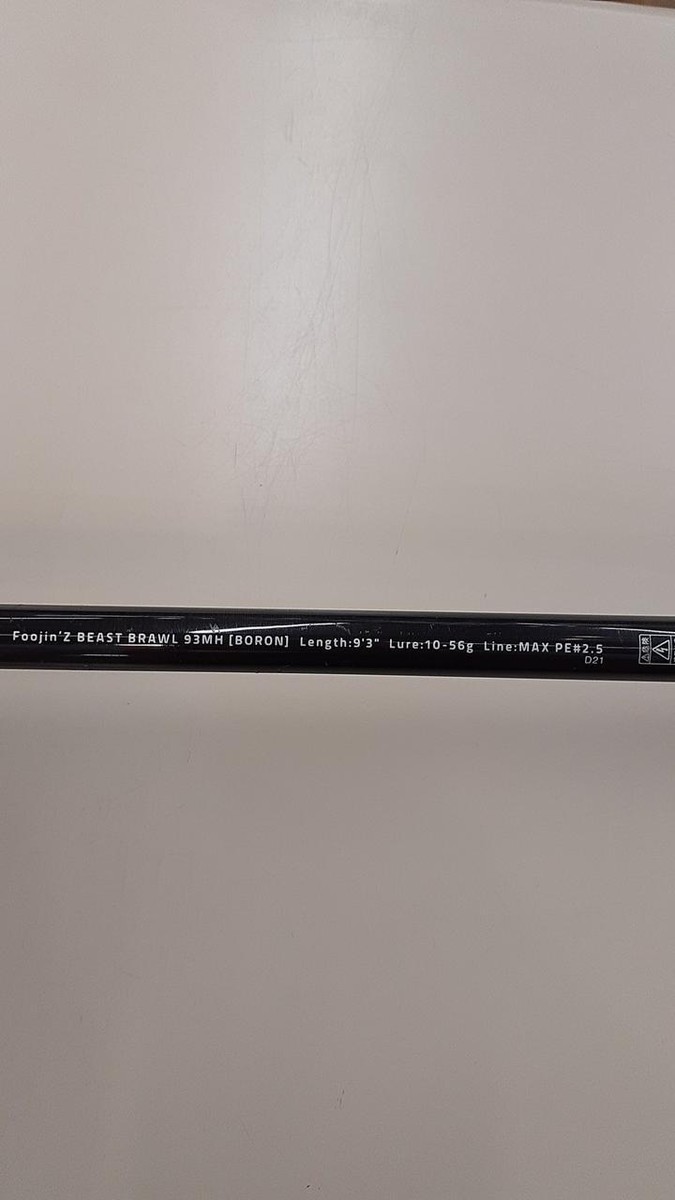 Foojin'Z BEAST BRAWL 93MH [BORON] Length:9'3" Lure:10-56g Line:MAX PE#2.5
D21